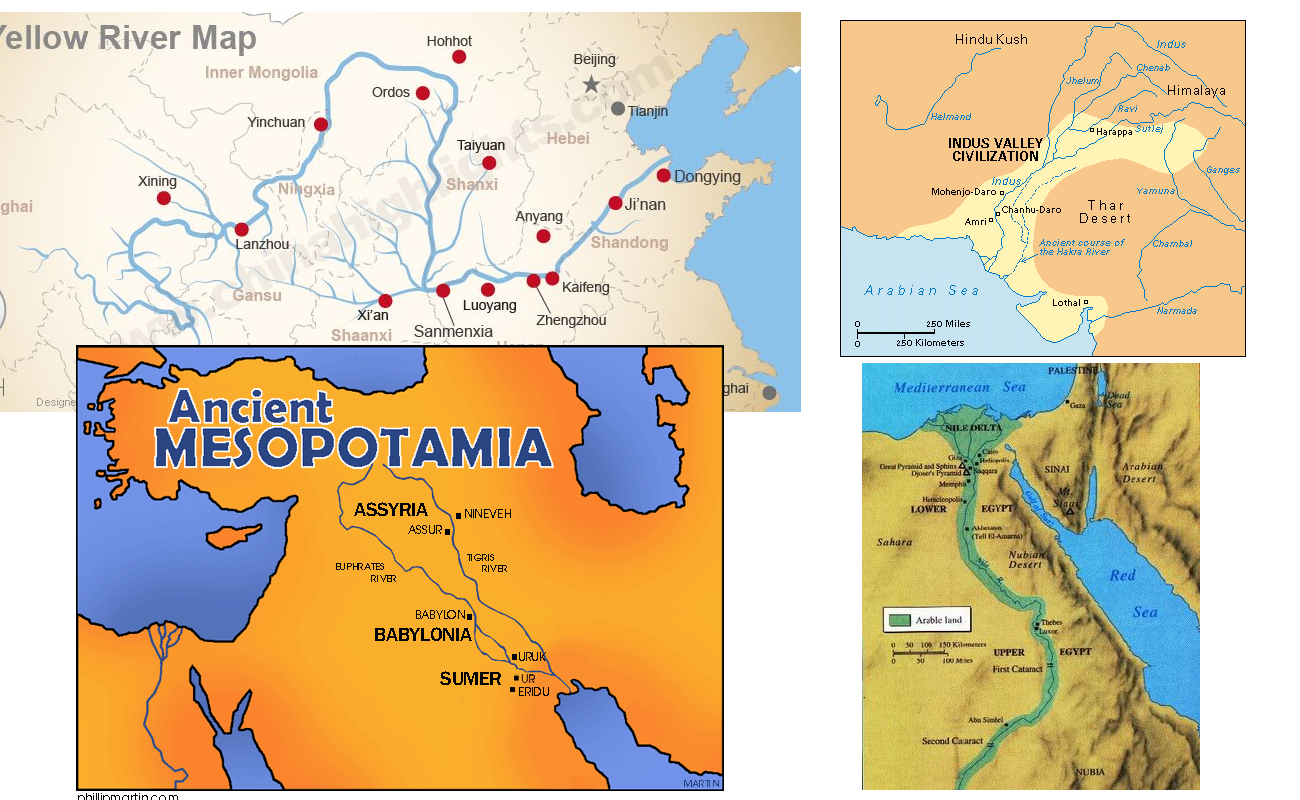 Yellow River Map
Hohhot
Beijing
Inner Mongolia
Ordos
Tianjin
Yinchuan
Hebei
Taiyuan
Xining
Ningxia
Shanxi
Dongying
ghai
Ji'nan
Anyang
Lanzhou
Shandong
Kaifeng
Gansu
Luoyang
Xi'an
Zhengzhou
Shaanxi
Sanmenxia
ghai
Designe
Hindu Kush
Indus
Chenab
Jhelum
Himalaya
Ravi
Helmand
Harappa
Sutlej
INDUS VALLEY
CIVILIZATION
Ganges
Indus
Mohenjo-Daro
Yamuna
Chanhu-Daro
Thar
Desert
Amri
Ancient course of
the Hakra River
Chambal
Arabian Sea
Lothal
Narmada
0 250 Miles
0 250 Kilometers
Ancient
MESOPOTAMIA
ASSYRIA
NINEVEH
ASSUR
TIGRIS
RIVER
EUPHRATES
RIVER
BABYLON
BABYLONIA
URUK
SUMER
UR
ERIDU
MARTIN
phillipmartin.com
PALESTINE
Mediterranean Sea
Dead
Sea
Gaza
NILE DELTA
Cairo
Giza
Heliopolis
Great Pyramid and Sphinx
Saqqara
Djoser's Pyramid
SINAI
Arabian
Desert
Memphis
Mt.
Sinai
Heracleopolis
LOWER EGYPT
Gulf of Suez
Akhetaton
(Tell El-Amarna)
Sahara
Nubian
Desert
Nile R.
Red
Sea
Arable land
Thebes
Luxor
0 50 100 150 Kilometers
0 50 100 Miles
UPPER EGYPT
First Cataract
Abu Simbel
Second Cataract
NUBIA